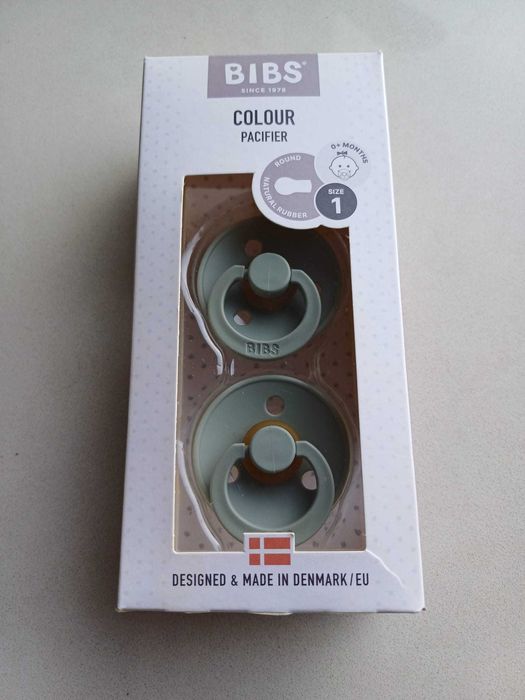 BIBS®
SINCE 1978
COLOUR
PACIFIER
0+ MONTHS
ROUND
NATURAL RUBBER
SIZE
1
BIBS
DESIGNED & MADE IN DENMARK/EU